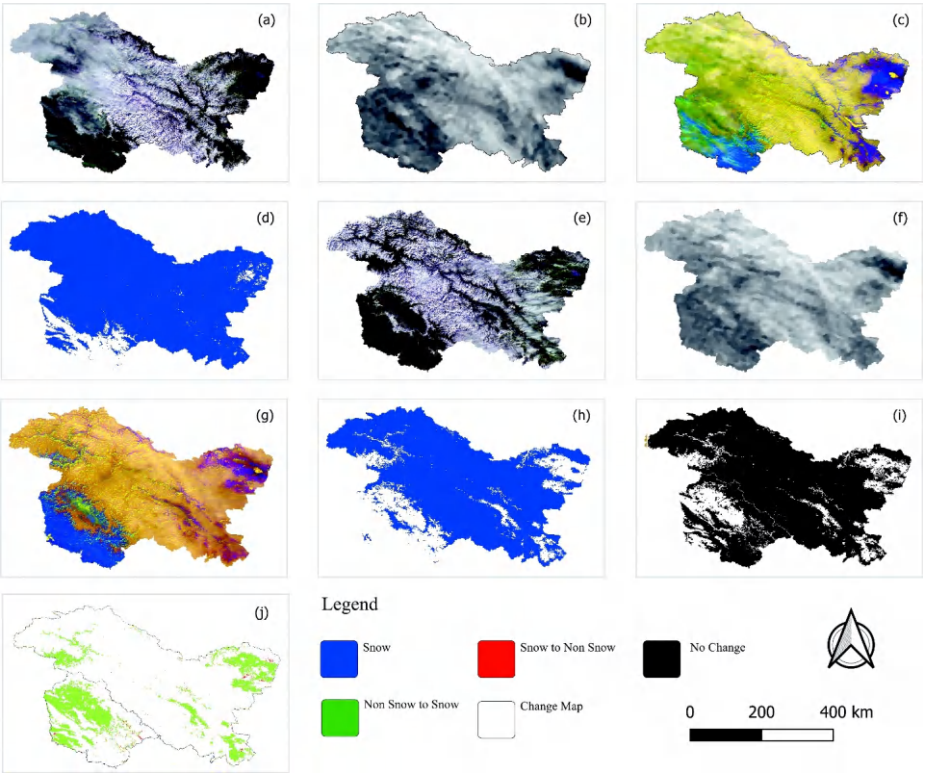 (a)
(b)
(c)
(d)
(e)
(f)
(g)
(h)
(i)
(j)
Legend
Snow
Snow to Non Snow
No Change
Non Snow to Snow
Change Map
0 200 400 km